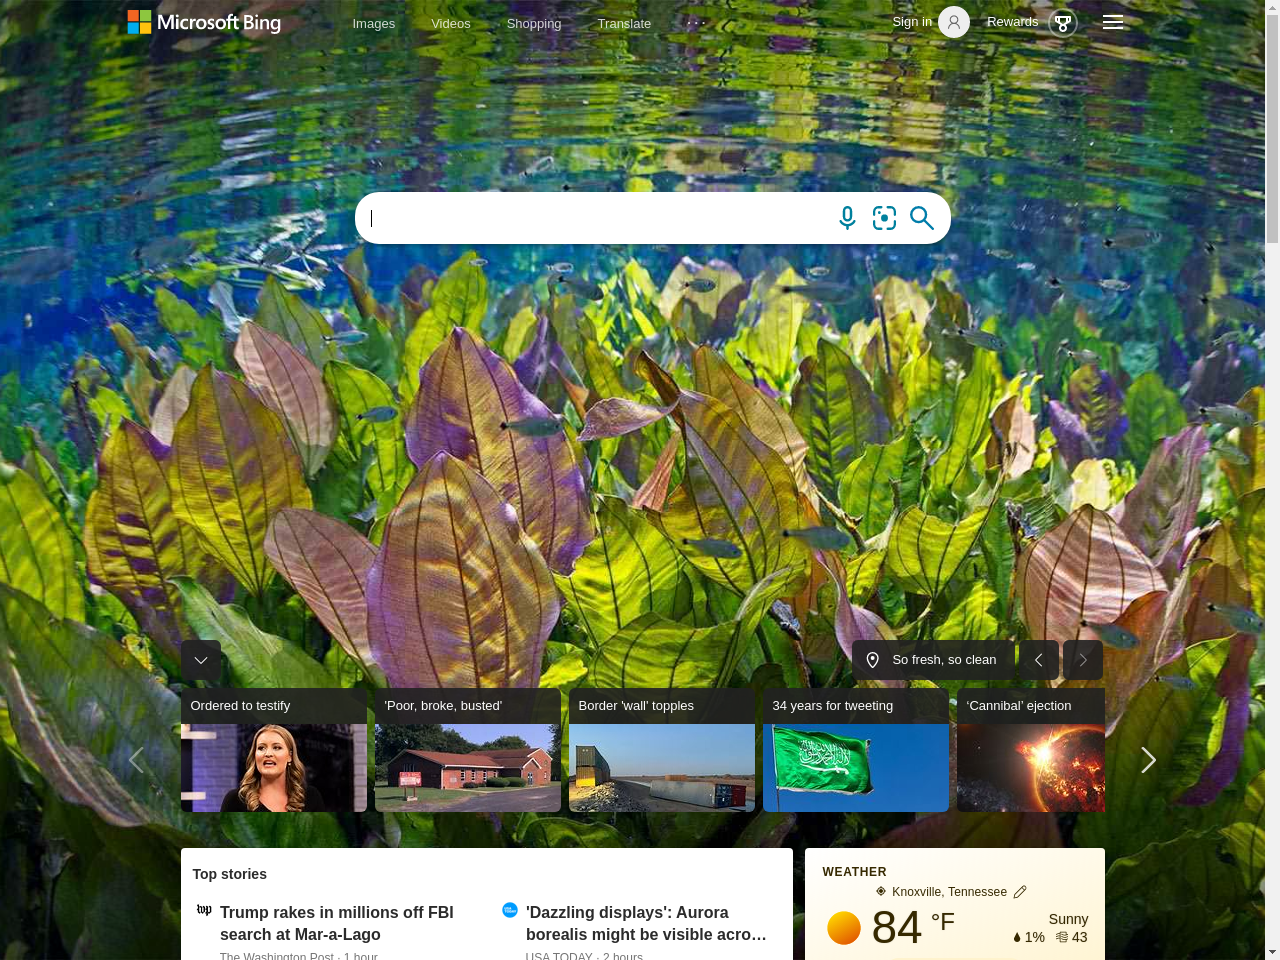 Microsoft Bing
Images
Videos
Shopping
Translate
Sign in
Rewards
So fresh, so clean
Ordered to testify
'Poor, broke, busted'
Border 'wall' topples
34 years for tweeting
‘Cannibal’ ejection
Top stories
wp
Trump rakes in millions off FBI
search at Mar-a-Lago
The Washington Post · 1 hour
'Dazzling displays': Aurora
borealis might be visible acro…
USA TODAY · 2 hours
WEATHER
Knoxville, Tennessee
84 °F
Sunny
1% 43